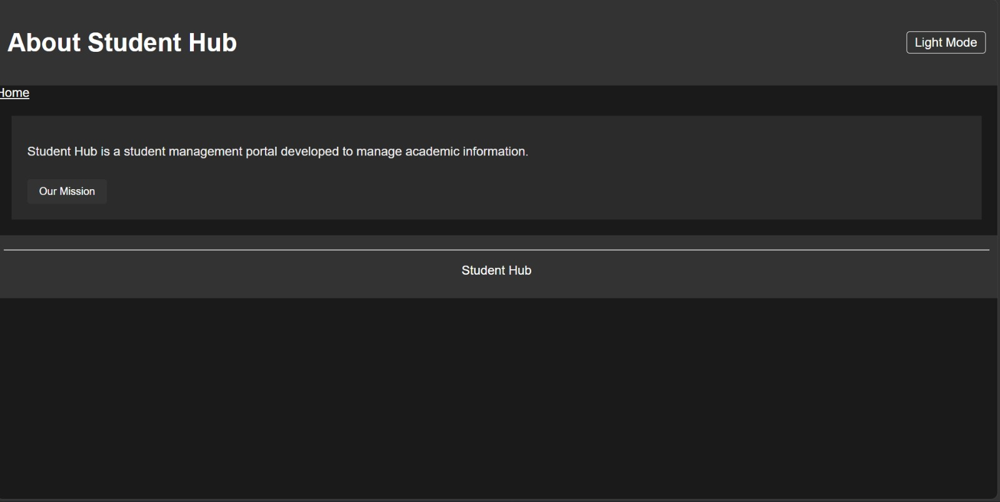 About Student Hub
Light Mode
Home
Student Hub is a student management portal developed to manage academic information.
Our Mission
Student Hub